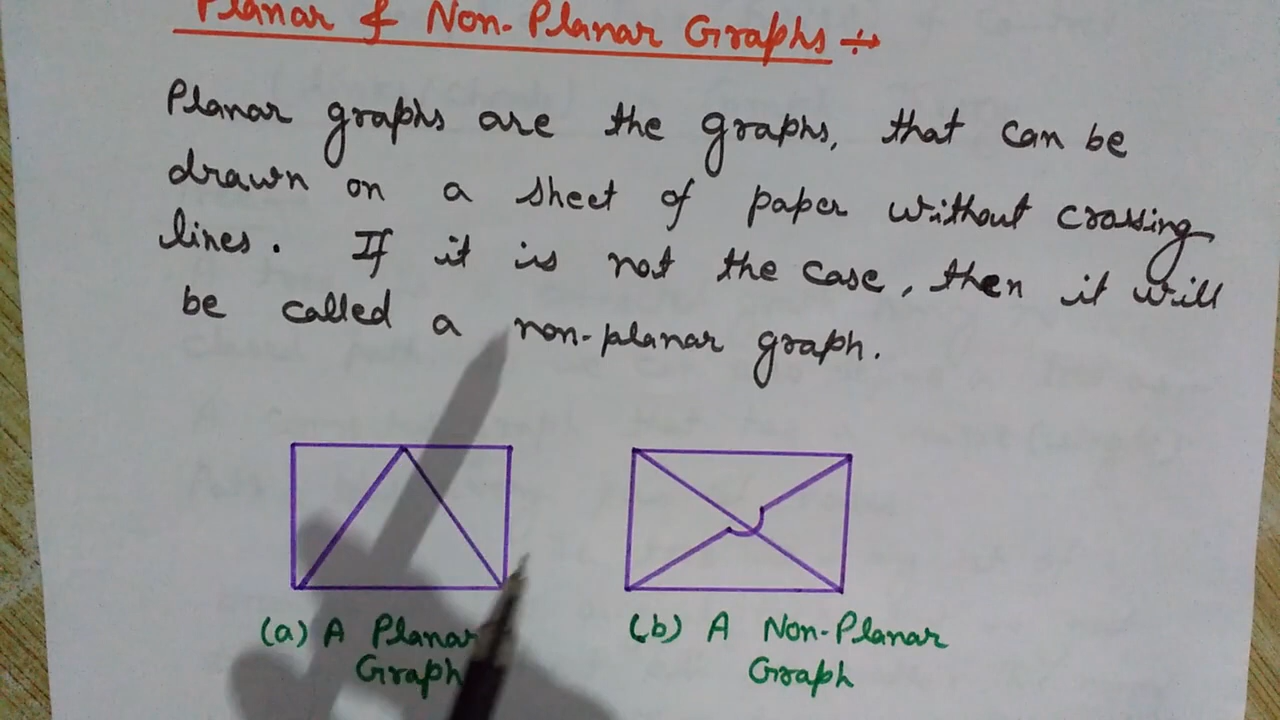 Planar & Non-Planar Graphs ÷
Planar graphs are the graphs, that can be
drawn on a sheet of paper without crossing
lines. If it is not the case, then it will
be called a non-planar graph.
(a) A Planar
Graph
(b) A Non-Planar
Graph